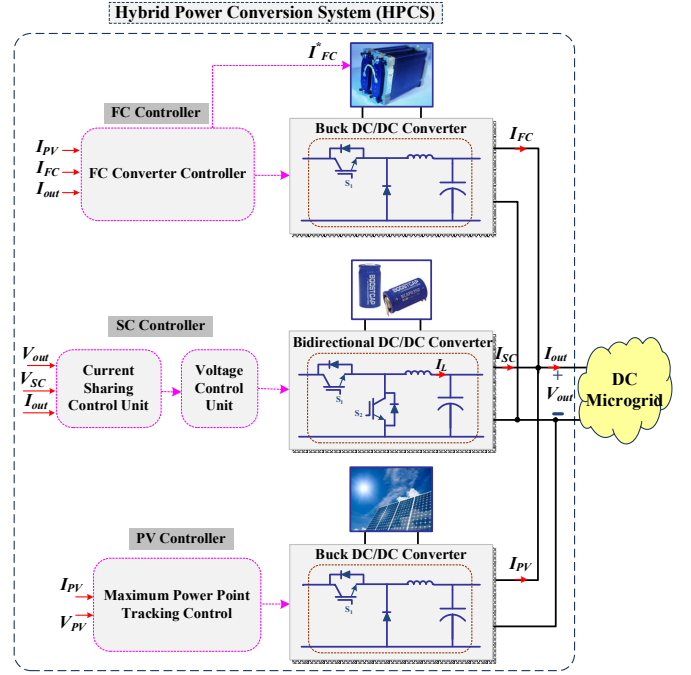 Hybrid Power Conversion System (HPCS)
I*FC
FC Controller
Buck DC/DC Converter
IPV
IFC
Iout
FC Converter Controller
S1
IFC
SC Controller
BOOSTCAP
BOOSTCAP
Bidirectional DC/DC Converter
Vout
VSC
Iout
Current
Sharing
Control Unit
Voltage
Control
Unit
S1
S2
IL
ISC
Iout
+
Vout
−
DC
Microgrid
PV Controller
Buck DC/DC Converter
IPV
VPV
Maximum Power Point
Tracking Control
S1
IPV